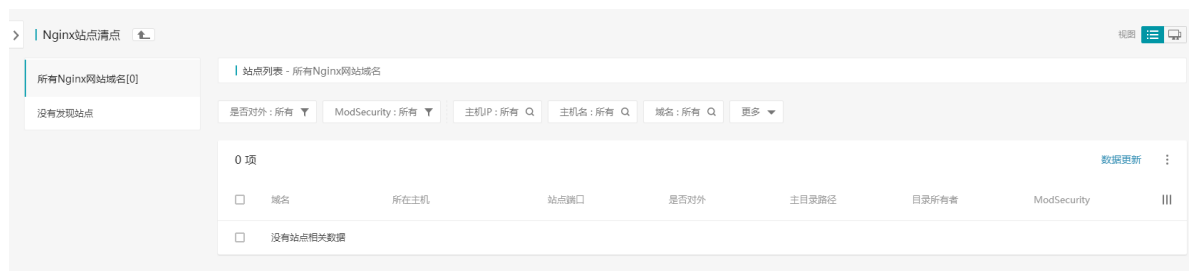 Nginx站点清点
视图
所有Nginx网站域名[0]
没有发现站点
站点列表 - 所有Nginx网站域名
是否对外 : 所有 ModSecurity : 所有 主机IP : 所有 主机名 : 所有 域名 : 所有 更多
0 项 数据更新
域名 所在主机 站点端口 是否对外 主目录路径 目录所有者 ModSecurity
没有站点相关数据